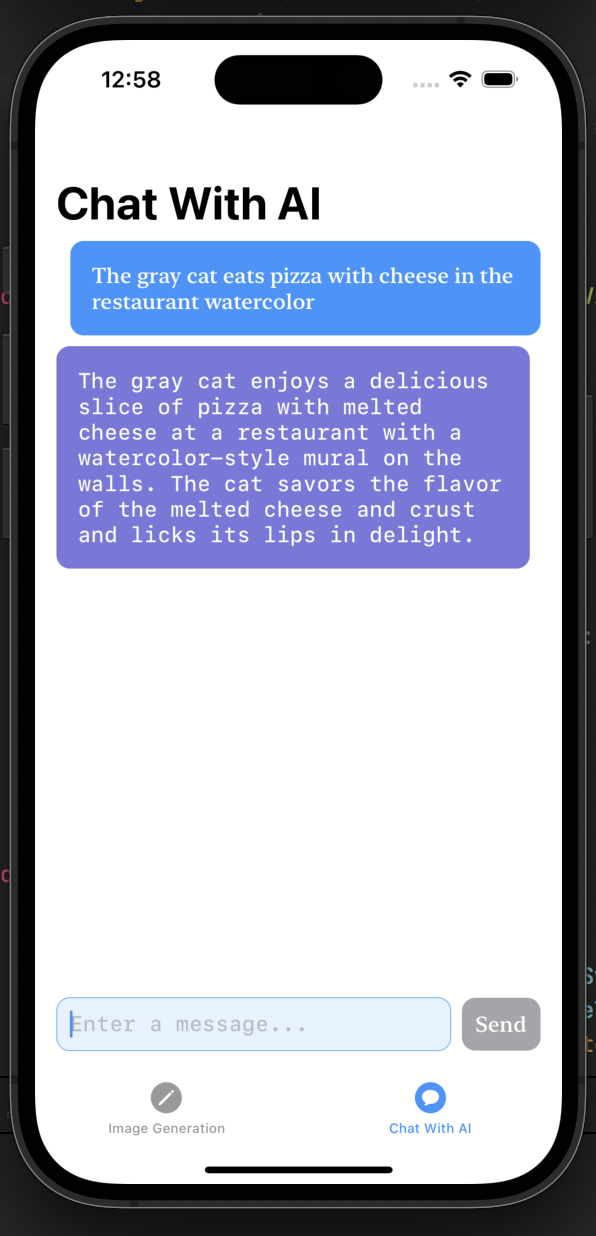 12:58
Chat With AI
The gray cat eats pizza with cheese in the
restaurant watercolor
The gray cat enjoys a delicious
slice of pizza with melted
cheese at a restaurant with a
watercolor-style mural on the
walls. The cat savors the flavor
of the melted cheese and crust
and licks its lips in delight.
Enter a message...
Send
Image Generation
Chat With AI